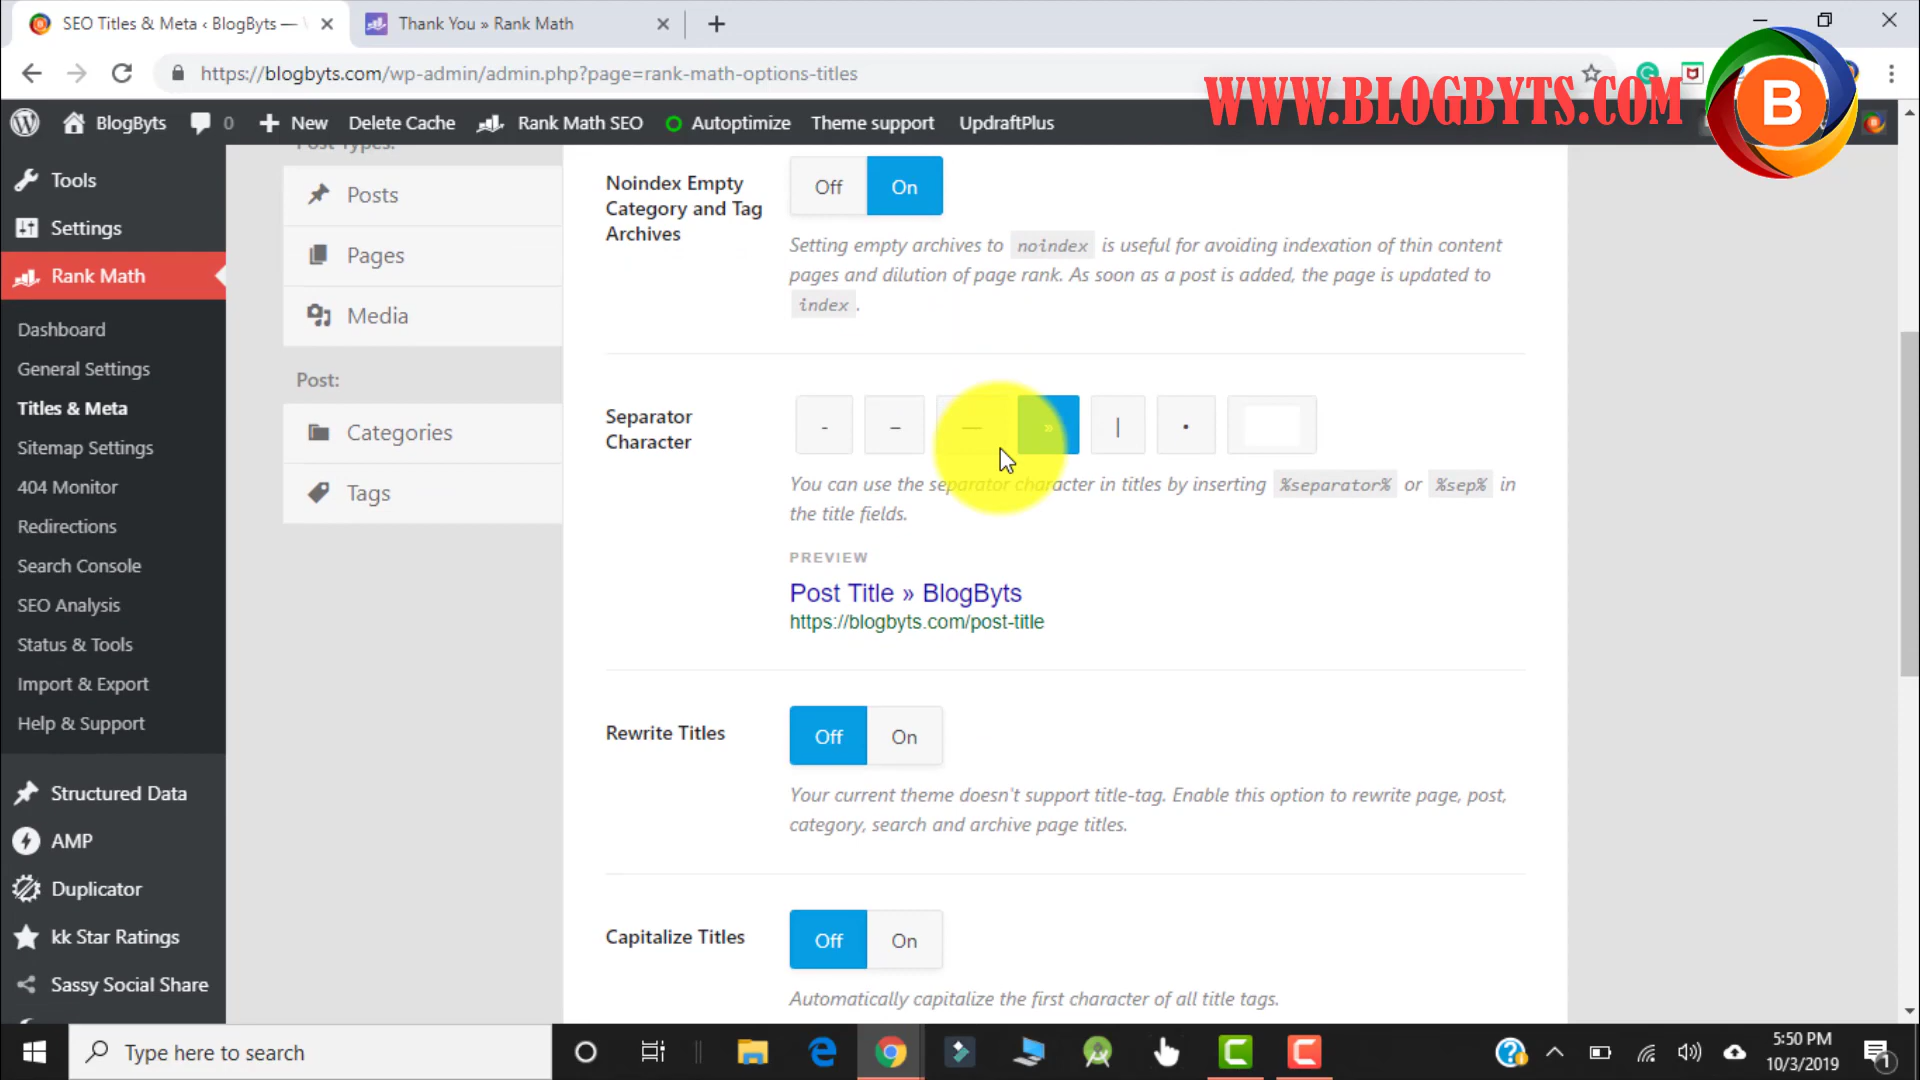 SEO Titles & Meta ‹ BlogByts —
Thank You » Rank Math
https://blogbyts.com/wp-admin/admin.php?page=rank-math-options-titles
WWW.BLOGBYTS.COM
B
BlogByts
0
New
Delete Cache
Rank Math SEO
Autoptimize
Theme support
UpdraftPlus
Tools
Settings
Rank Math
Dashboard
General Settings
Titles & Meta
Sitemap Settings
404 Monitor
Redirections
Search Console
SEO Analysis
Status & Tools
Import & Export
Help & Support
Structured Data
AMP
Duplicator
kk Star Ratings
Sassy Social Share
Post Types:
Posts
Pages
Media
Post:
Categories
Tags
Noindex Empty
Category and Tag
Archives
Off On
Setting empty archives to noindex is useful for avoiding indexation of thin content
pages and dilution of page rank. As soon as a post is added, the page is updated to
index .
Separator
Character
- – — » | •
You can use the separator character in titles by inserting %separator% or %sep% in
the title fields.
PREVIEW
Post Title » BlogByts
https://blogbyts.com/post-title
Rewrite Titles
Off On
Your current theme doesn't support title-tag. Enable this option to rewrite page, post,
category, search and archive page titles.
Capitalize Titles
Off On
Automatically capitalize the first character of all title tags.
Type here to search
5:50 PM
10/3/2019
1